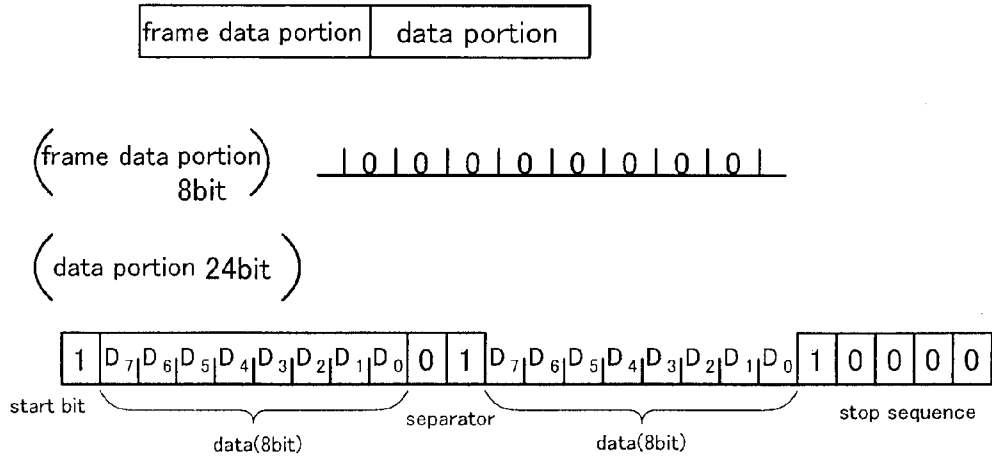 frame data portion data portion
(frame data portion) 0 0 0 0 0 0 0 0
8bit
(data portion 24bit)
1 D7 D6 D5 D4 D3 D2 D1 D0 0 1 D7 D6 D5 D4 D3 D2 D1 D0 1 0 0 0 0
start bit separator stop sequence
data(8bit) data(8bit)